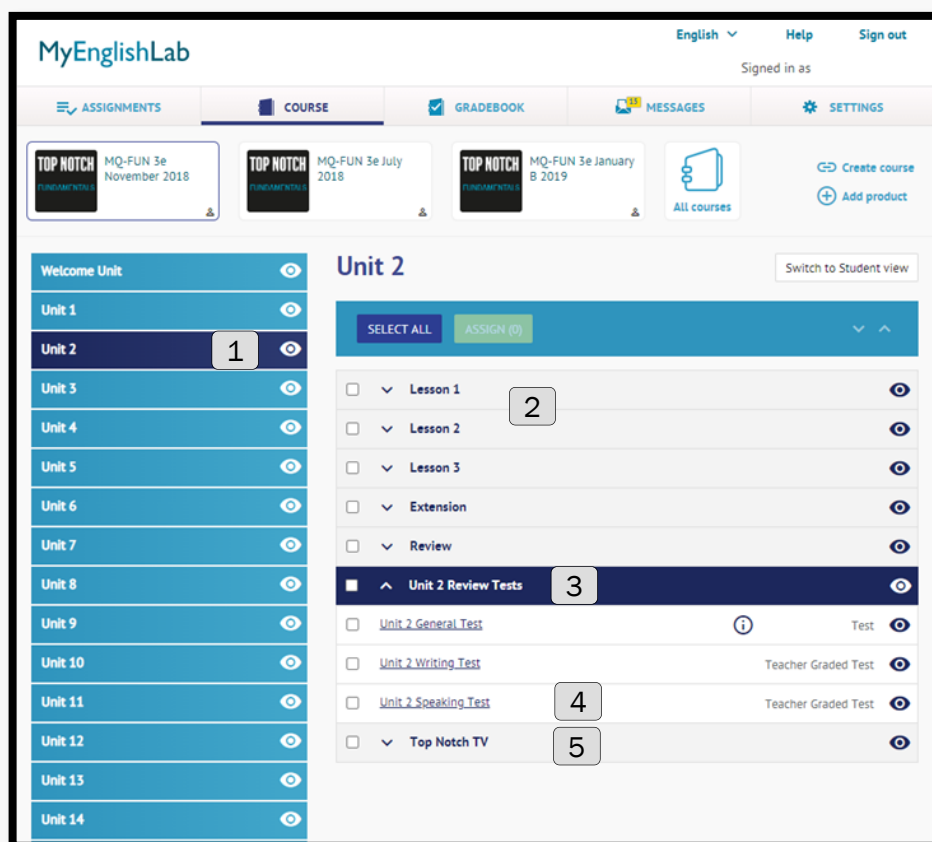 MyEnglishLab
English Help Sign out
Signed in as
ASSIGNMENTS COURSE GRADEBOOK 13 MESSAGES SETTINGS
TOP NOTCH
FUNDAMENTALS
MQ-FUN 3e
November 2018
TOP NOTCH
FUNDAMENTALS
MQ-FUN 3e July
2018
TOP NOTCH
FUNDAMENTALS
MQ-FUN 3e January
B 2019
All courses
Create course
Add product
Welcome Unit
Unit 1
Unit 2 1
Unit 3
Unit 4
Unit 5
Unit 6
Unit 7
Unit 8
Unit 9
Unit 10
Unit 11
Unit 12
Unit 13
Unit 14
Unit 2
Switch to Student view
SELECT ALL ASSIGN (0)
Lesson 1
2
Lesson 2
Lesson 3
Extension
Review
Unit 2 Review Tests 3
Unit 2 General Test Test
Unit 2 Writing Test Teacher Graded Test
Unit 2 Speaking Test 4 Teacher Graded Test
Top Notch TV 5